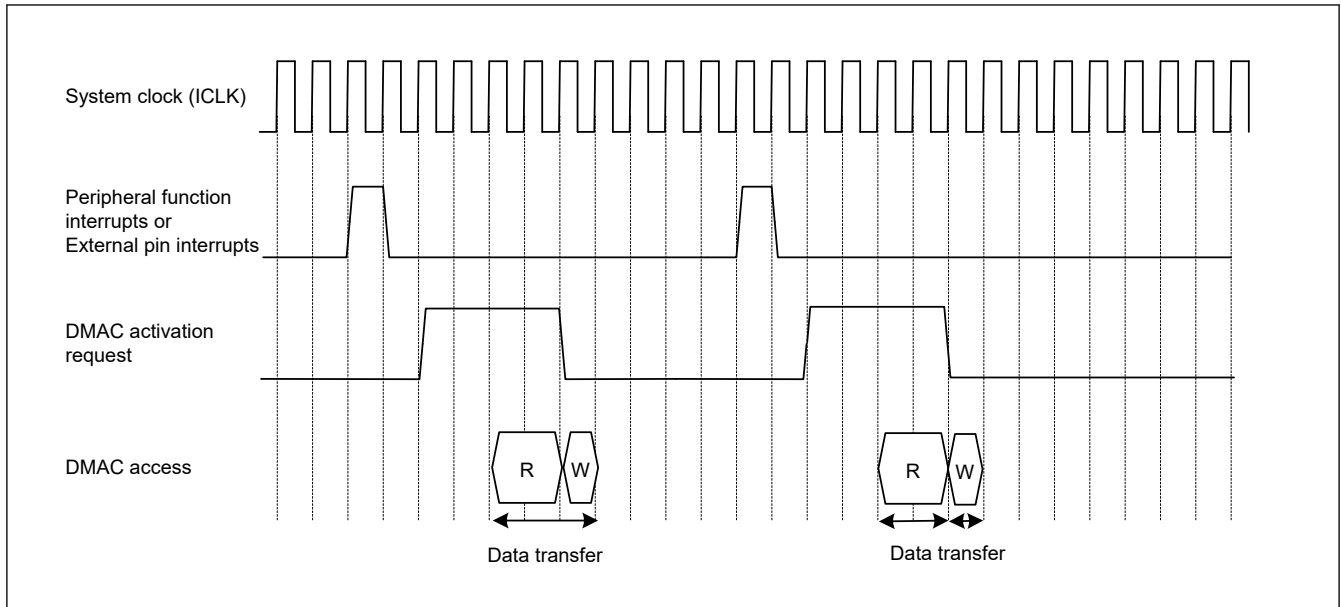 System clock (ICLK)
Peripheral function
interrupts or
External pin interrupts
DMAC activation
request
DMAC access
R
W
R
W
Data transfer
Data transfer